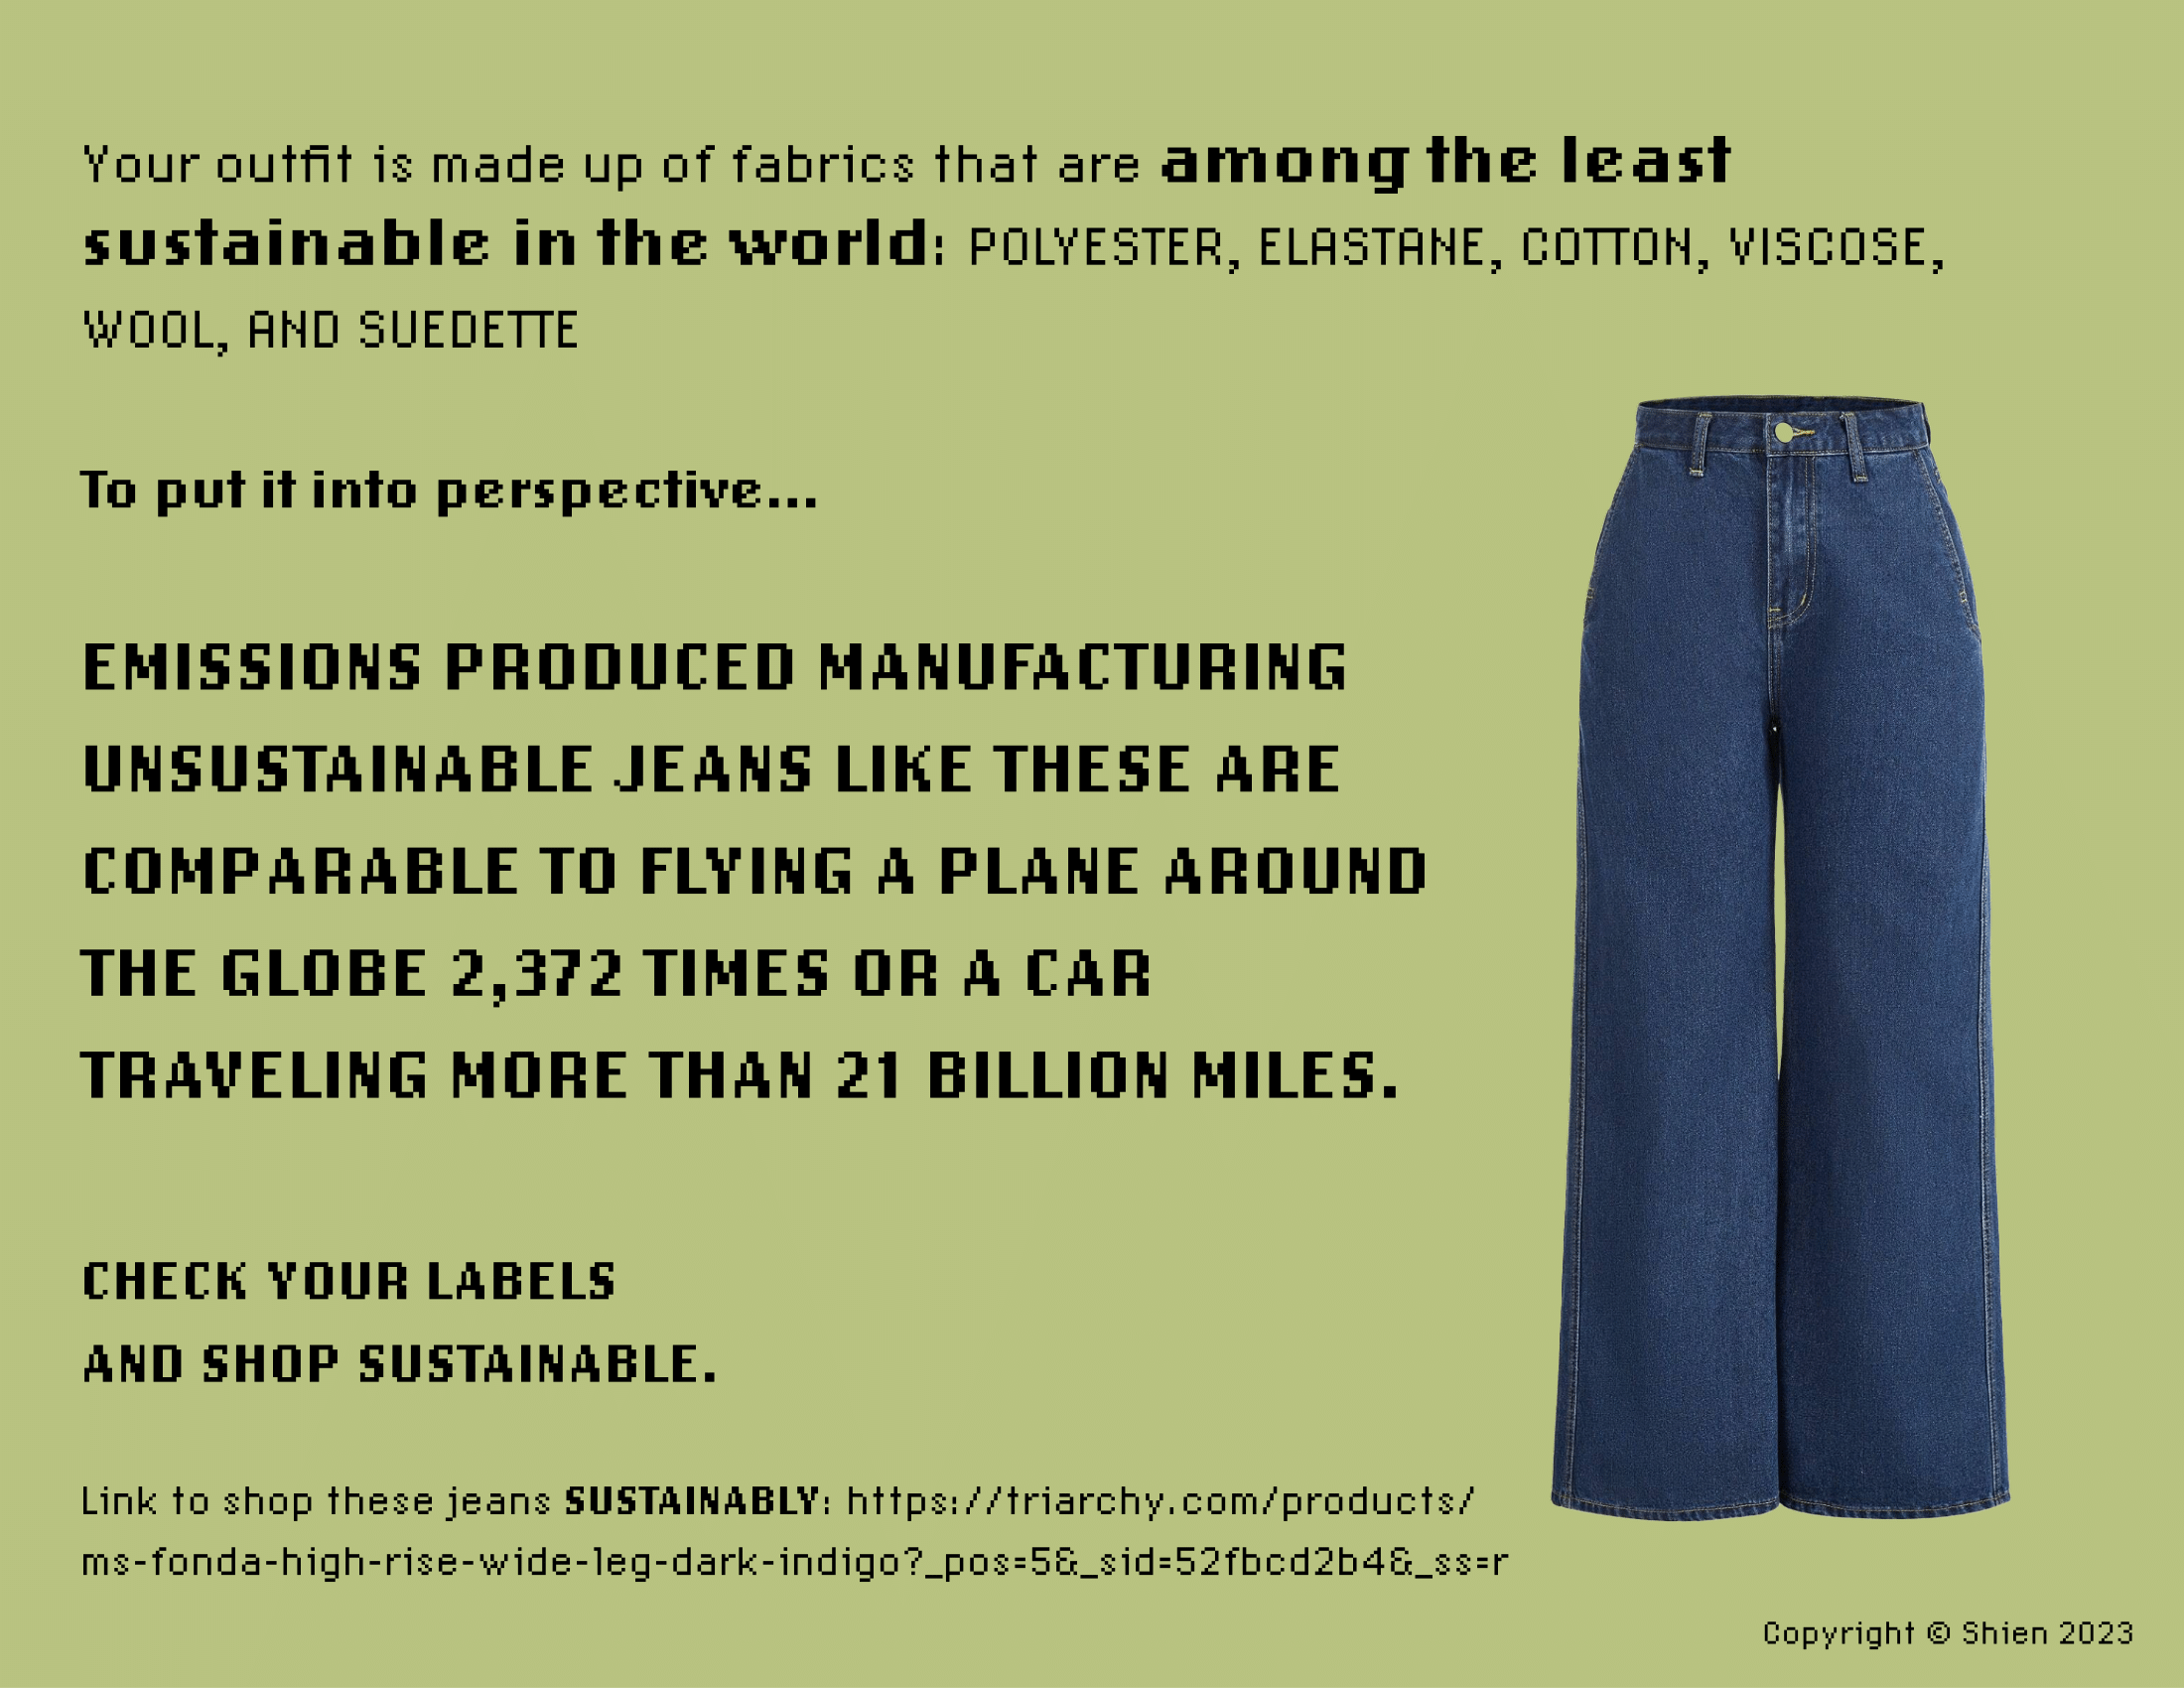 Your outfit is made up of fabrics that are among the least
sustainable in the world: POLYESTER, ELASTANE, COTTON, VISCOSE,
WOOL, AND SUEDETTE
To put it into perspective...
EMISSIONS PRODUCED MANUFACTURING
UNSUSTAINABLE JEANS LIKE THESE ARE
COMPARABLE TO FLYING A PLANE AROUND
THE GLOBE 2,372 TIMES OR A CAR
TRAVELING MORE THAN 21 BILLION MILES.
CHECK YOUR LABELS
AND SHOP SUSTAINABLE.
Link to shop these jeans SUSTAINABLY: https://triarchy.com/products/
ms-fonda-high-rise-wide-leg-dark-indigo?_pos=5&_sid=52fbcd2b4&_ss=r
Copyright © Shien 2023